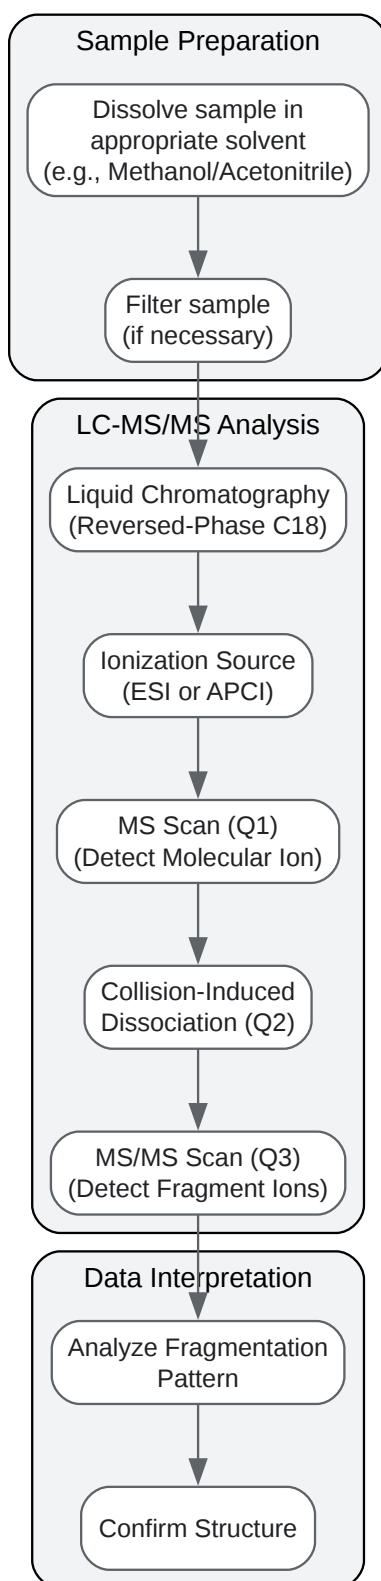 Sample Preparation
Dissolve sample in
appropriate solvent
(e.g., Methanol/Acetonitrile)
Filter sample
(if necessary)
LC-MS/MS Analysis
Liquid Chromatography
(Reversed-Phase C18)
Ionization Source
(ESI or APCI)
MS Scan (Q1)
(Detect Molecular Ion)
Collision-Induced
Dissociation (Q2)
MS/MS Scan (Q3)
(Detect Fragment Ions)
Data Interpretation
Analyze Fragmentation
Pattern
Confirm Structure